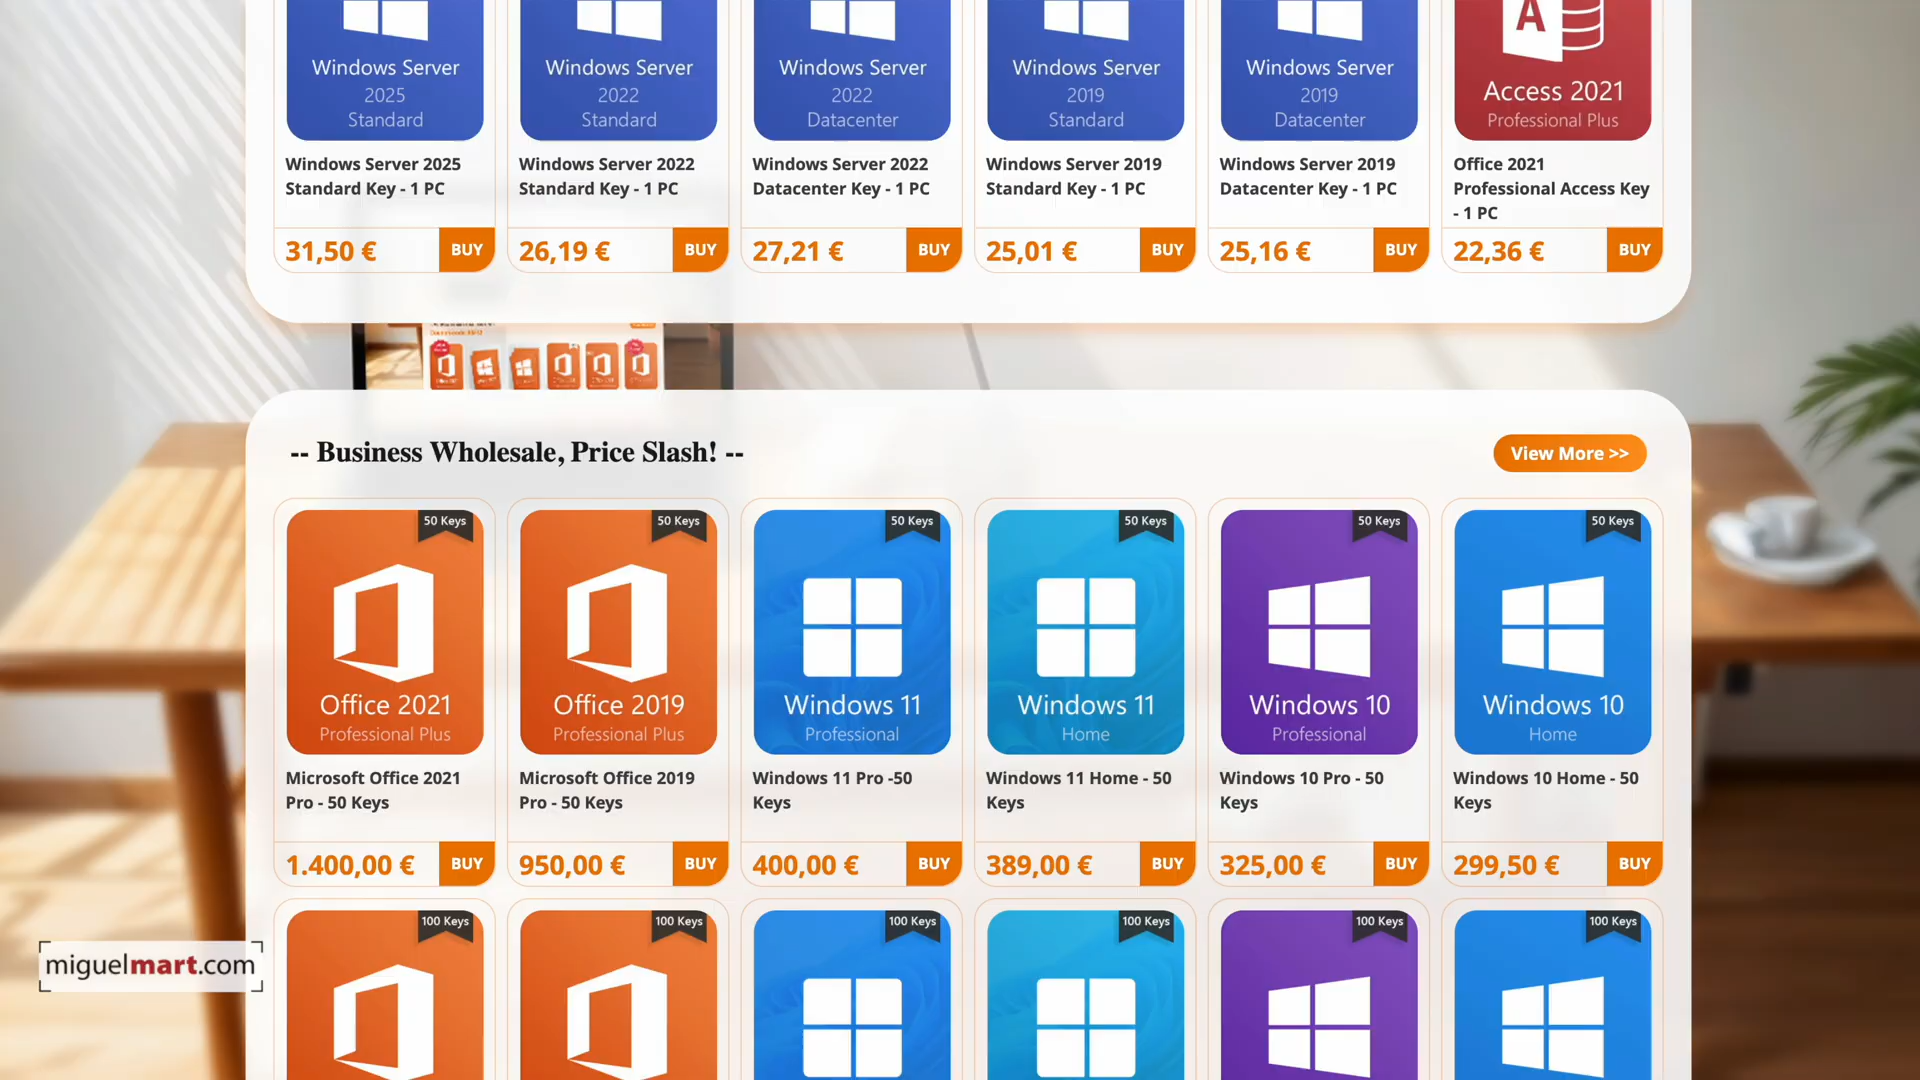 Windows Server
2025
Standard
Windows Server
2022
Standard
Windows Server
2022
Datacenter
Windows Server
2019
Standard
Windows Server
2019
Datacenter
A
Access 2021
Professional Plus
Windows Server 2025
Standard Key - 1 PC
Windows Server 2022
Standard Key - 1 PC
Windows Server 2022
Datacenter Key - 1 PC
Windows Server 2019
Standard Key - 1 PC
Windows Server 2019
Datacenter Key - 1 PC
Office 2021
Professional Access Key
- 1 PC
31,50 € BUY
26,19 € BUY
27,21 € BUY
25,01 € BUY
25,16 € BUY
22,36 € BUY
-- Business Wholesale, Price Slash! --
View More >>
50 Keys
Office 2021
Professional Plus
50 Keys
Office 2019
Professional Plus
50 Keys
Windows 11
Professional
50 Keys
Windows 11
Home
50 Keys
Windows 10
Professional
50 Keys
Windows 10
Home
Microsoft Office 2021
Pro - 50 Keys
Microsoft Office 2019
Pro - 50 Keys
Windows 11 Pro -50
Keys
Windows 11 Home - 50
Keys
Windows 10 Pro - 50
Keys
Windows 10 Home - 50
Keys
1.400,00 € BUY
950,00 € BUY
400,00 € BUY
389,00 € BUY
325,00 € BUY
299,50 € BUY
100 Keys
100 Keys
100 Keys
100 Keys
100 Keys
100 Keys
miguelmart.com